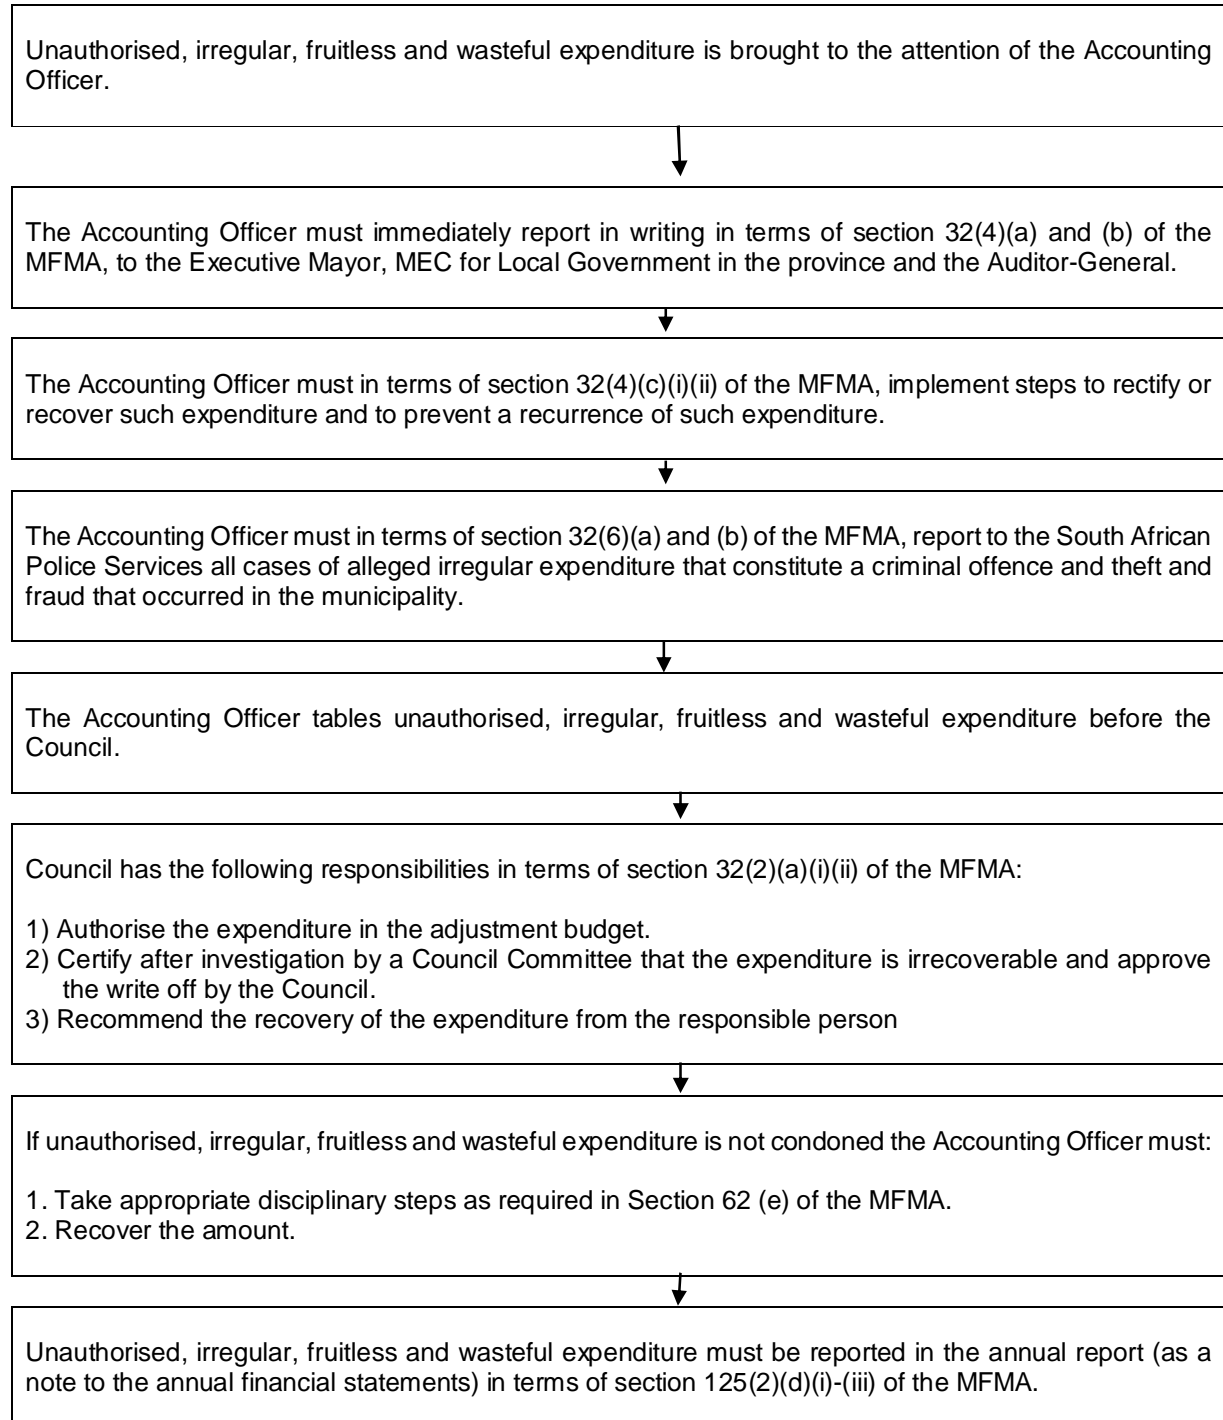 Unauthorised, irregular, fruitless and wasteful expenditure is brought to the attention of the Accounting
Officer.
The Accounting Officer must immediately report in writing in terms of section 32(4)(a) and (b) of the
MFMA, to the Executive Mayor, MEC for Local Government in the province and the Auditor-General.
The Accounting Officer must in terms of section 32(4)(c)(i)(ii) of the MFMA, implement steps to rectify or
recover such expenditure and to prevent a recurrence of such expenditure.
The Accounting Officer must in terms of section 32(6)(a) and (b) of the MFMA, report to the South African
Police Services all cases of alleged irregular expenditure that constitute a criminal offence and theft and
fraud that occurred in the municipality.
The Accounting Officer tables unauthorised, irregular, fruitless and wasteful expenditure before the
Council.
Council has the following responsibilities in terms of section 32(2)(a)(i)(ii) of the MFMA:
1) Authorise the expenditure in the adjustment budget.
2) Certify after investigation by a Council Committee that the expenditure is irrecoverable and approve
the write off by the Council.
3) Recommend the recovery of the expenditure from the responsible person
If unauthorised, irregular, fruitless and wasteful expenditure is not condoned the Accounting Officer must:
1. Take appropriate disciplinary steps as required in Section 62 (e) of the MFMA.
2. Recover the amount.
Unauthorised, irregular, fruitless and wasteful expenditure must be reported in the annual report (as a
note to the annual financial statements) in terms of section 125(2)(d)(i)-(iii) of the MFMA.